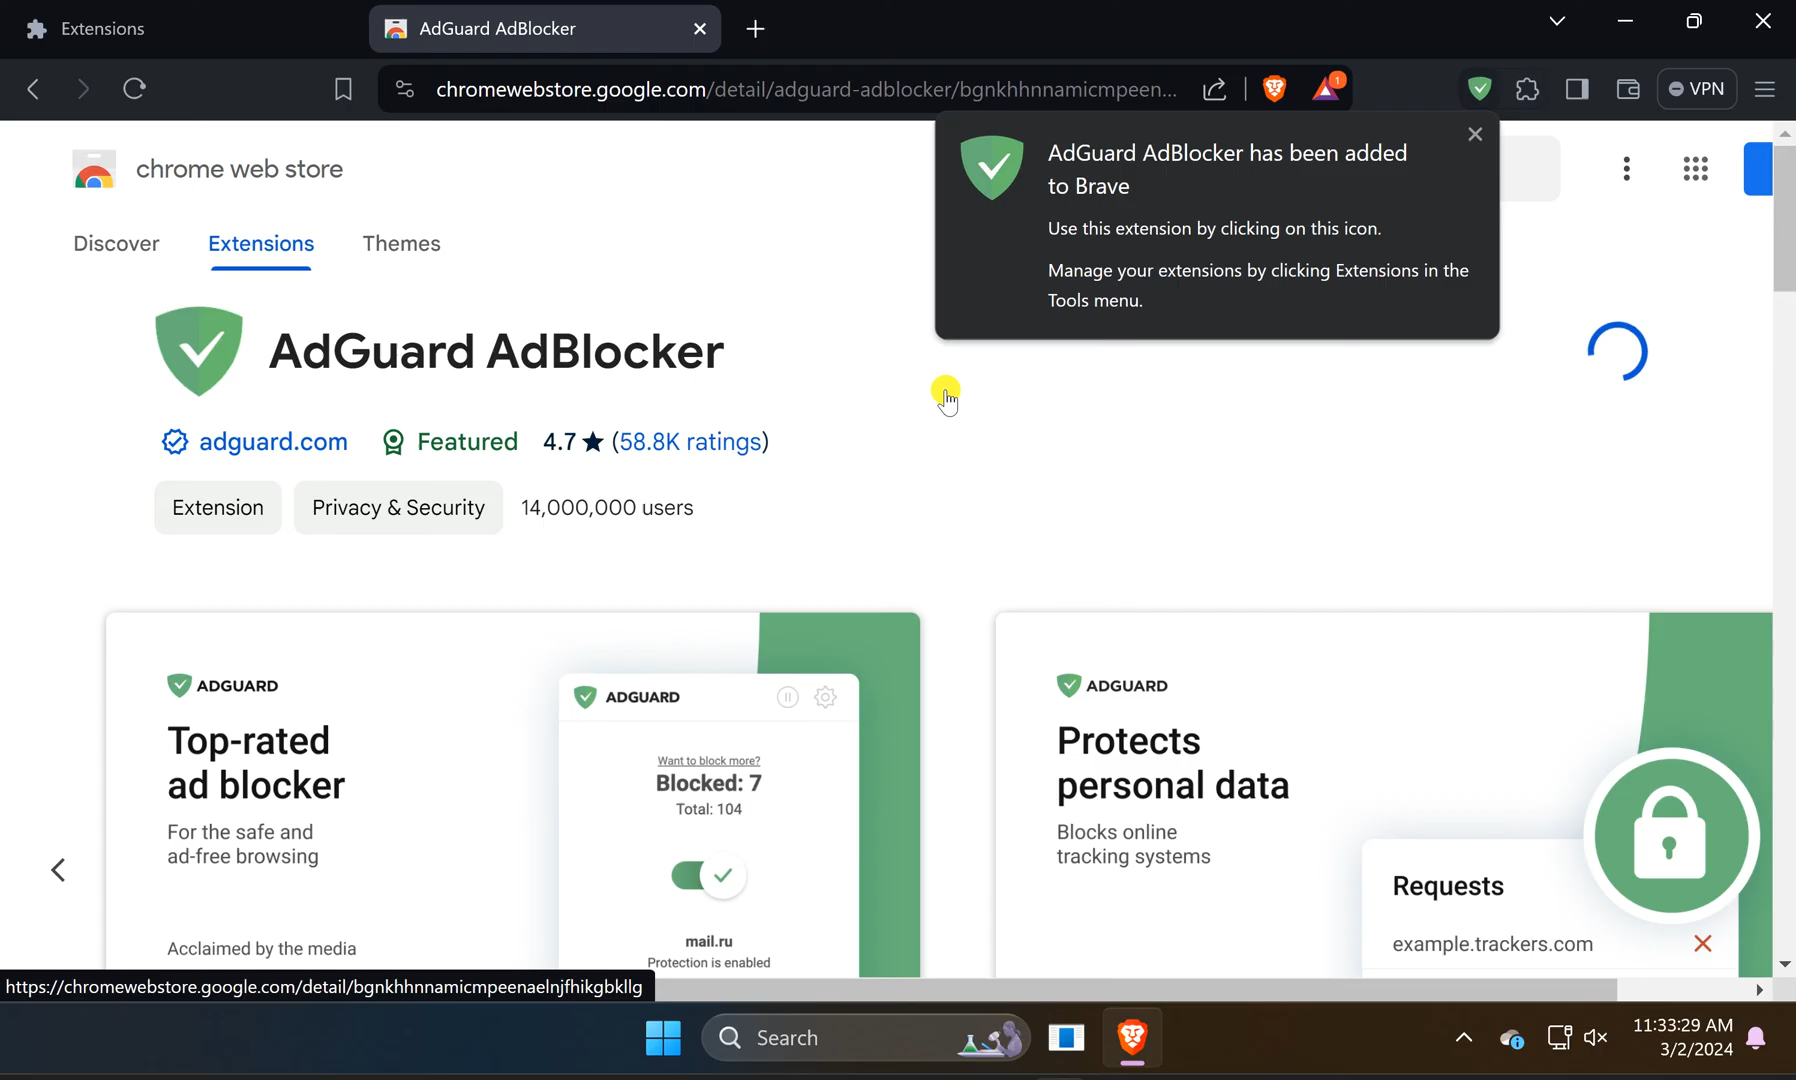 Extensions
AdGuard AdBlocker
chromewebstore.google.com/detail/adguard-adblocker/bgnkhhnnamicmpeen...
1
VPN
chrome web store
AdGuard AdBlocker has been added
to Brave
Use this extension by clicking on this icon.
Manage your extensions by clicking Extensions in the
Tools menu.
Discover
Extensions
Themes
AdGuard AdBlocker
adguard.com
Featured
4.7★ (58.8K ratings)
Extension
Privacy & Security
14,000,000 users
ADGUARD
Top-rated
ad blocker
For the safe and
ad-free browsing
Acclaimed by the media
ADGUARD
Want to block more?
Blocked: 7
Total: 104
mail.ru
Protection is enabled
ADGUARD
Protects
personal data
Blocks online
tracking systems
Requests
example.trackers.com
https://chromewebstore.google.com/detail/bgnkhhnnamicmpeenaelnjfhikgbkllg
Search
11:33:29 AM
3/2/2024